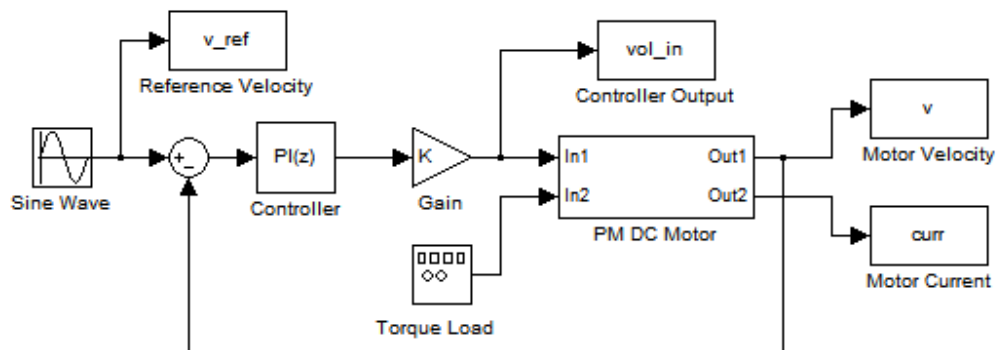 v_ref
Reference Velocity
vol_in
Controller Output
v
Motor Velocity
Sine Wave
+
−
PI(z)
Controller
K
Gain
In1
In2
Out1
Out2
PM DC Motor
curr
Motor Current
Torque Load